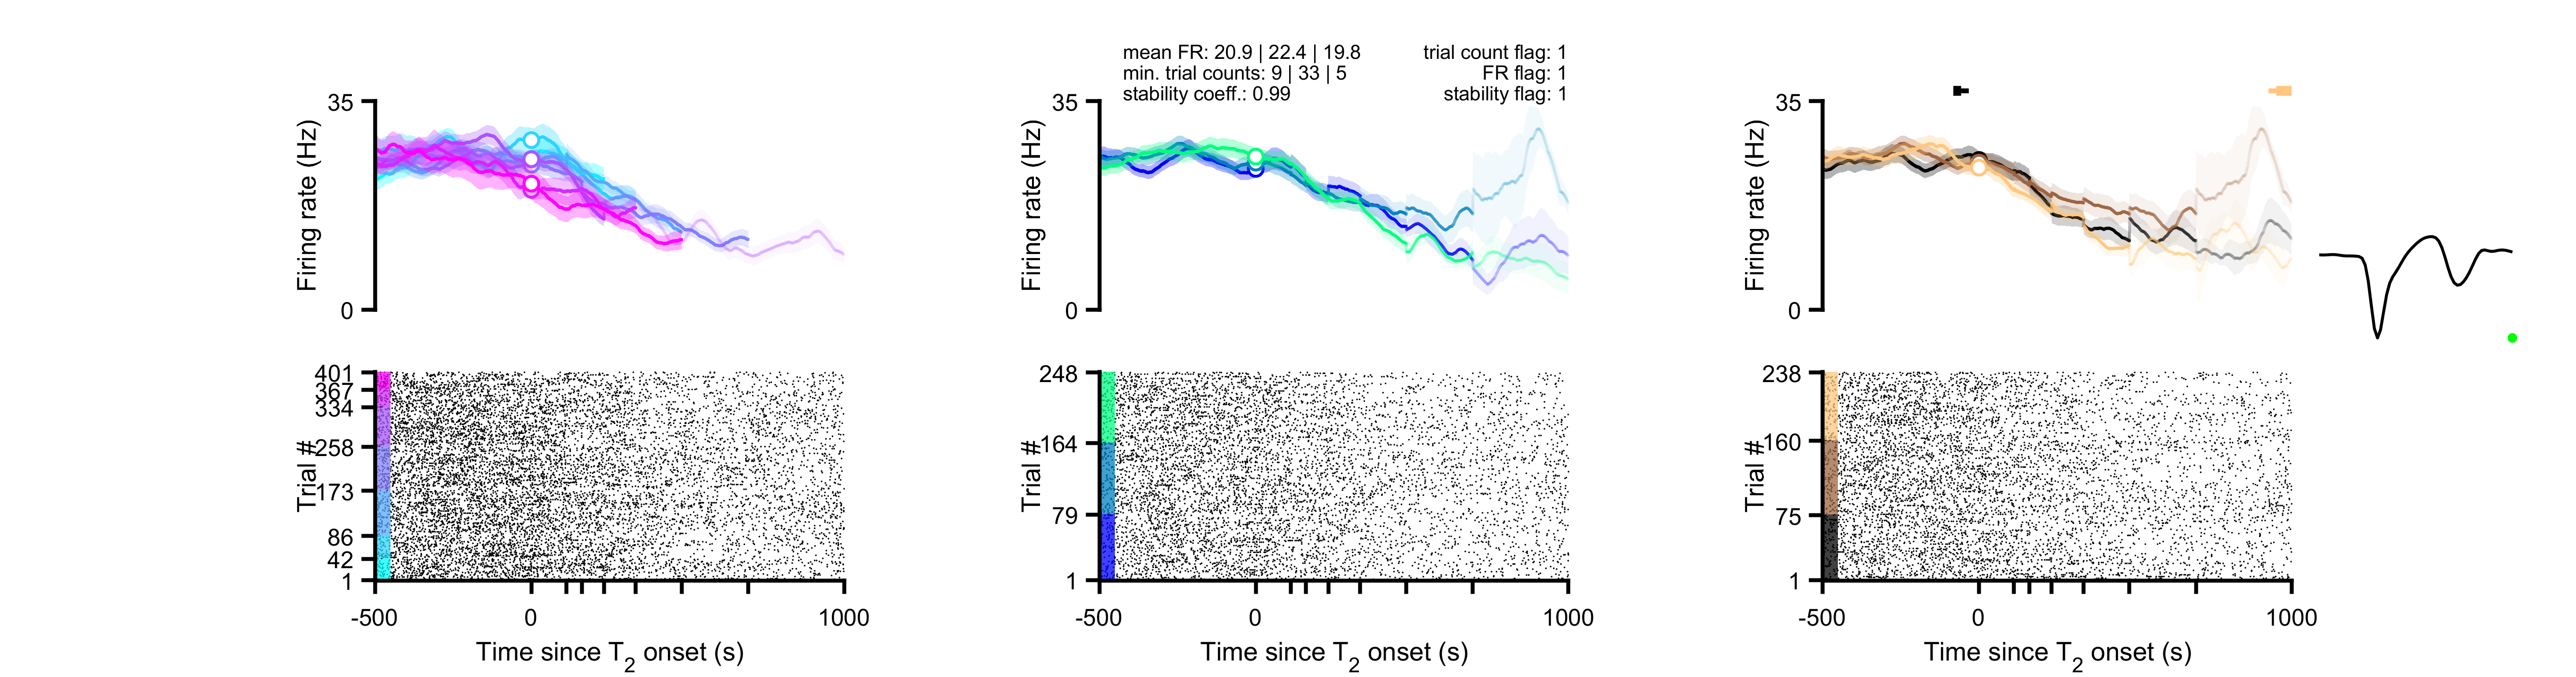 mean FR: 20.9 | 22.4 | 19.8
trial count flag: 1
min. trial counts: 9 | 33 | 5
FR flag: 1
stability coeff.: 0.99
stability flag: 1
35
Firing rate (Hz)
0
35
Firing rate (Hz)
0
35
Firing rate (Hz)
0
401
367
334
258
173
86
42
1
Trial #
-500
0
1000
Time since T2 onset (s)
248
164
79
1
Trial #
-500
0
1000
Time since T2 onset (s)
238
160
75
1
Trial #
-500
0
1000
Time since T2 onset (s)